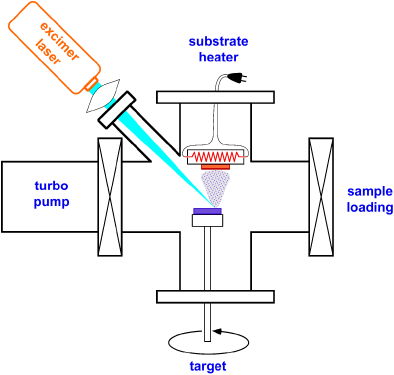 excimer
laser
substrate
heater
turbo
pump
sample
loading
target